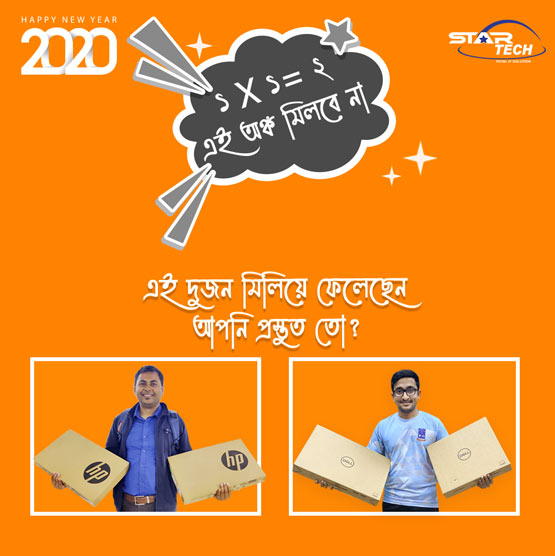 HAPPY NEW YEAR
2020
STAR
TECH
১ X ১ = ২
এই অঙ্ক মিলবে না
এই দুজন মিলিয়ে ফেলেছেন
আপনি প্রস্তুত তো?
hp
hp
DELL
DELL